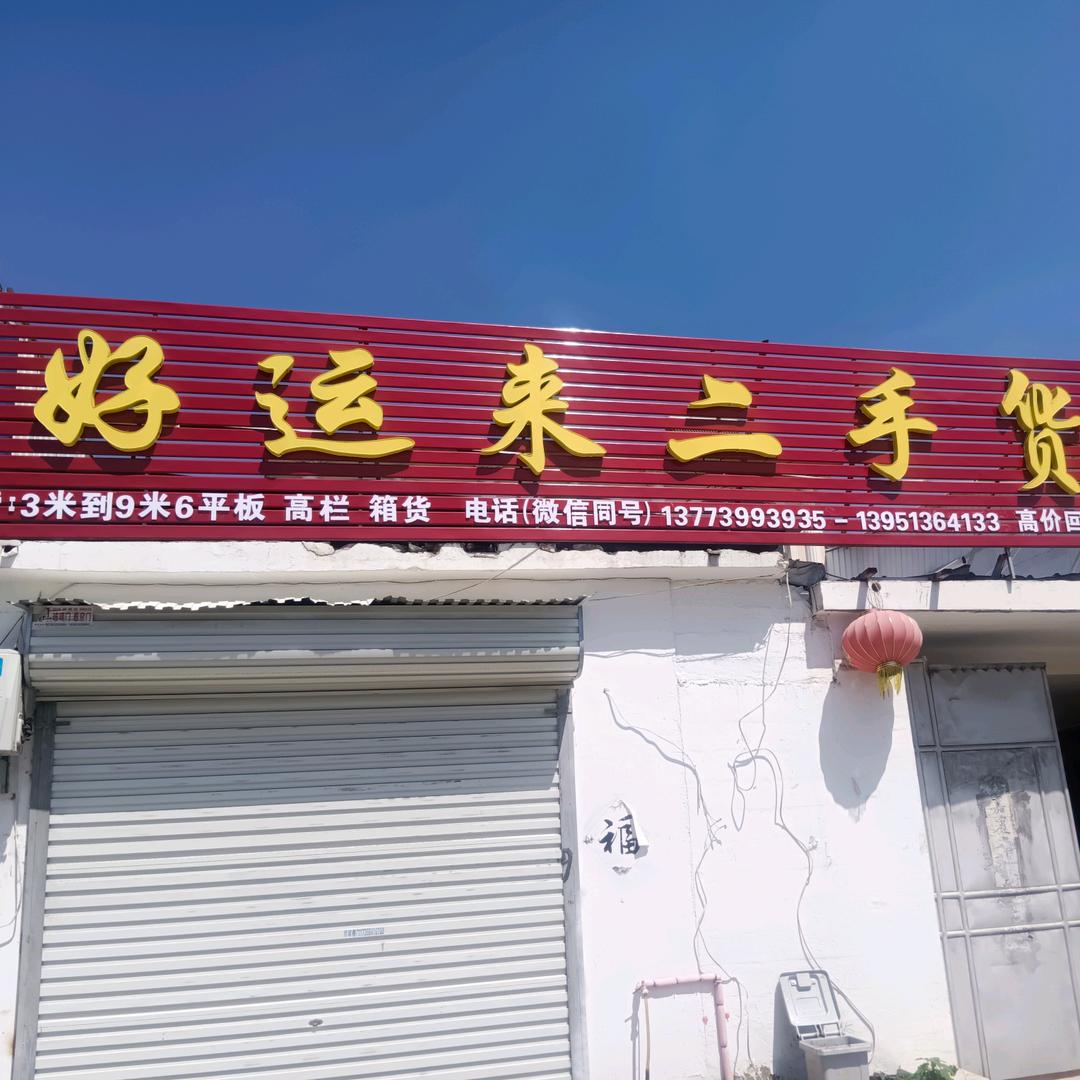 好运来二手货
:3米到9米6平板 高栏 箱货 电话(微信同号) 13773993935-13951364133 高价回
福